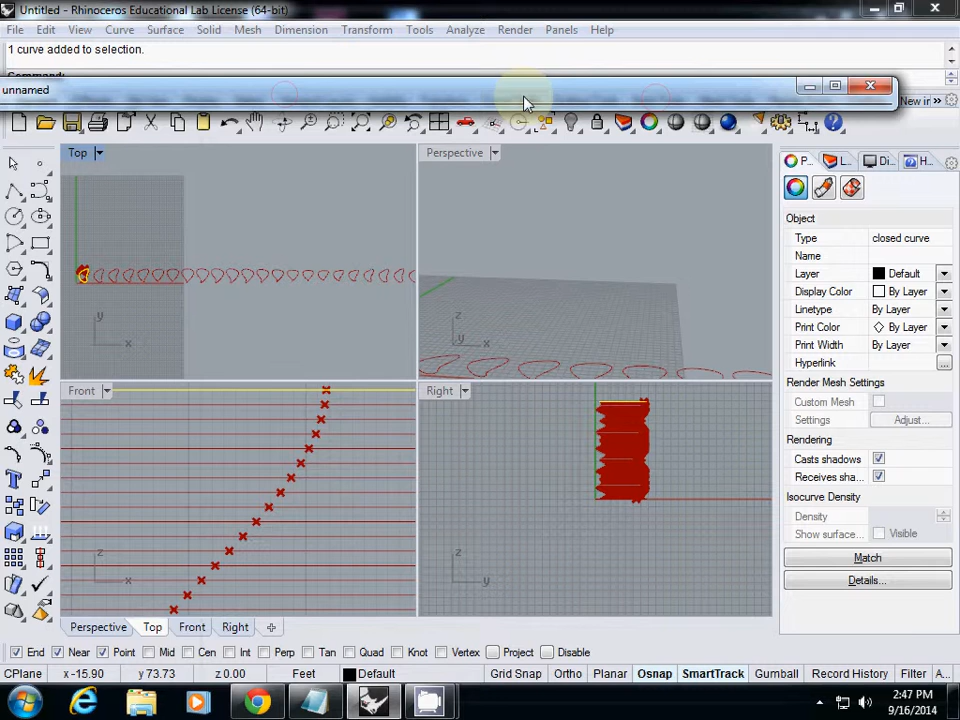 Untitled - Rhinoceros Educational Lab License (64-bit)
File Edit View Curve Surface Solid Mesh Dimension Transform Tools Analyze Render Panels Help
1 curve added to selection.
Command:
unnamed
New in
Top
Perspective
P... L... Di... H...
Object
Type closed curve
Name
Layer Default
Display Color By Layer
Linetype By Layer
Print Color By Layer
Print Width By Layer
Hyperlink ...
Render Mesh Settings
Custom Mesh
Settings Adjust...
Rendering
Casts shadows
Receives sha...
Isocurve Density
Density
Show surface... Visible
Match
Details...
y
x
z
y
x
Front
Right
z
x
z
y
Perspective Top Front Right
End Near Point Mid Cen Int Perp Tan Quad Knot Vertex Project Disable
CPlane x -15.90 y 73.73 z 0.00 Feet Default Grid Snap Ortho Planar Osnap SmartTrack Gumball Record History Filter A...
2:47 PM
9/16/2014